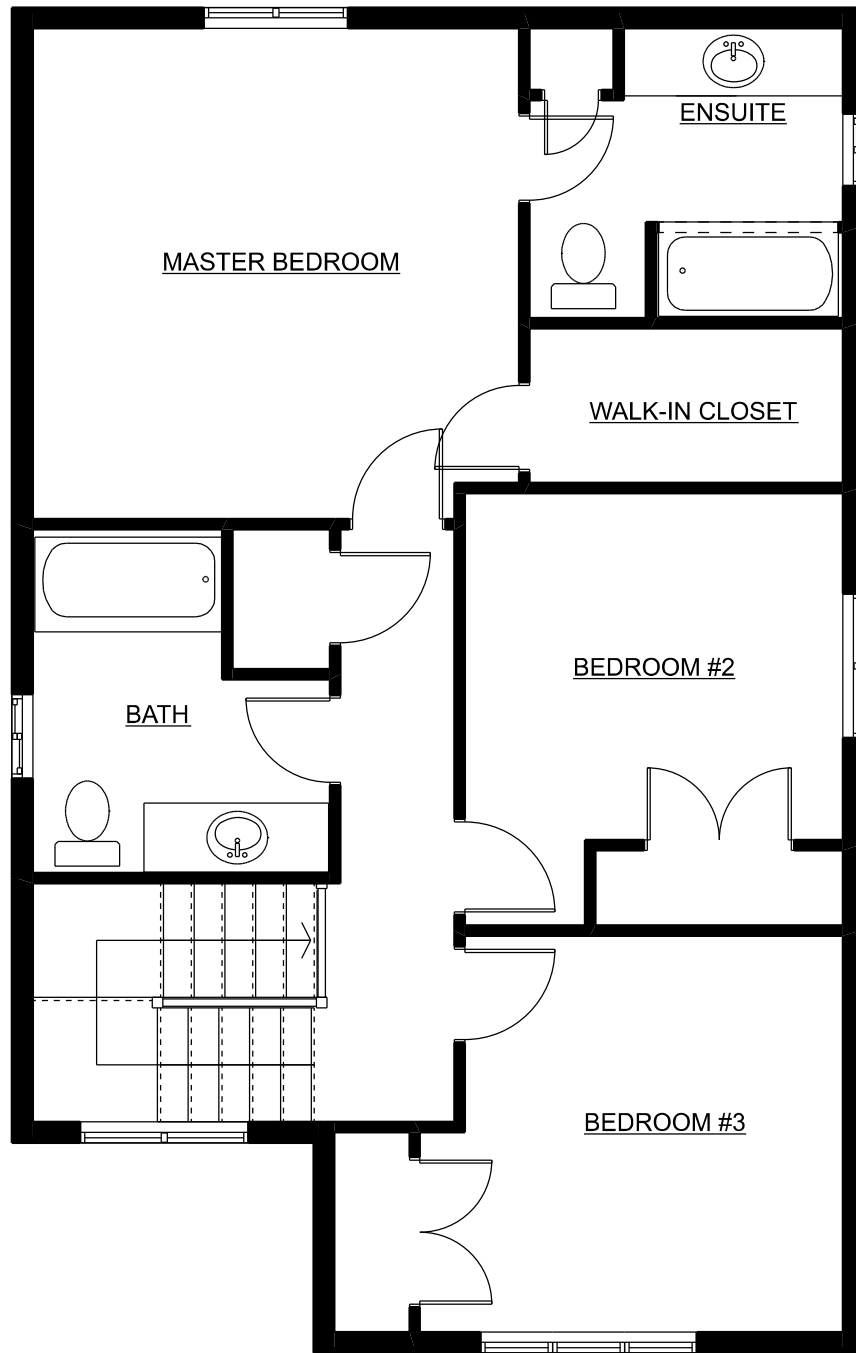 ENSUITE
MASTER BEDROOM
WALK-IN CLOSET
BEDROOM #2
BATH
BEDROOM #3